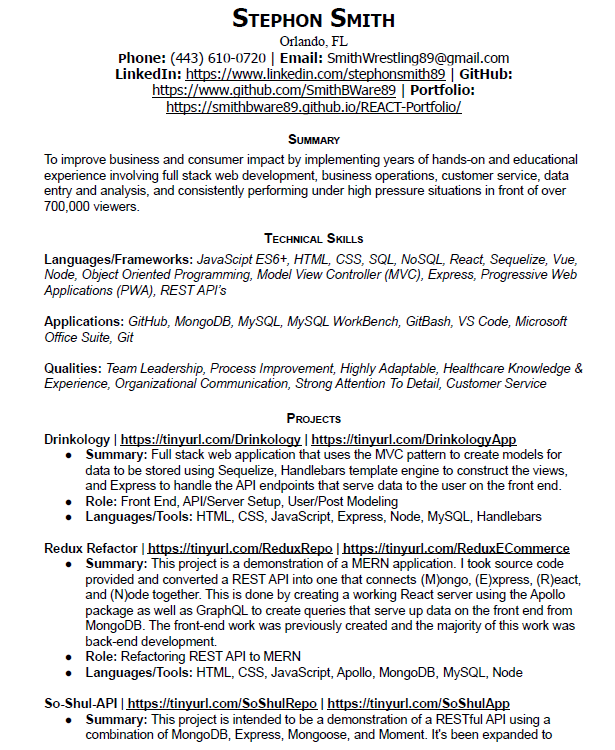 Stephon Smith
Orlando, FL
Phone: (443) 610-0720 | Email: SmithWrestling89@gmail.com
LinkedIn: https://www.linkedin.com/stephonsmith89 | GitHub:
https://www.github.com/SmithBWare89 | Portfolio:
https://smithbware89.github.io/REACT-Portfolio/
Summary
To improve business and consumer impact by implementing years of hands-on and educational
experience involving full stack web development, business operations, customer service, data
entry and analysis, and consistently performing under high pressure situations in front of over
700,000 viewers.
Technical Skills
Languages/Frameworks: JavaScipt ES6+, HTML, CSS, SQL, NoSQL, React, Sequelize, Vue,
Node, Object Oriented Programming, Model View Controller (MVC), Express, Progressive Web
Applications (PWA), REST API's
Applications: GitHub, MongoDB, MySQL, MySQL WorkBench, GitBash, VS Code, Microsoft
Office Suite, Git
Qualities: Team Leadership, Process Improvement, Highly Adaptable, Healthcare Knowledge &
Experience, Organizational Communication, Strong Attention To Detail, Customer Service
Projects
Drinkology | https://tinyurl.com/Drinkology | https://tinyurl.com/DrinkologyApp
● Summary: Full stack web application that uses the MVC pattern to create models for
data to be stored using Sequelize, Handlebars template engine to construct the views,
and Express to handle the API endpoints that serve data to the user on the front end.
● Role: Front End, API/Server Setup, User/Post Modeling
● Languages/Tools: HTML, CSS, JavaScript, Express, Node, MySQL, Handlebars
Redux Refactor | https://tinyurl.com/ReduxRepo | https://tinyurl.com/ReduxECommerce
● Summary: This project is a demonstration of a MERN application. I took source code
provided and converted a REST API into one that connects (M)ongo, (E)xpress, (R)eact,
and (N)ode together. This is done by creating a working React server using the Apollo
package as well as GraphQL to create queries that serve up data on the front end from
MongoDB. The front-end work was previously created and the majority of this work was
back-end development.
● Role: Refactoring REST API to MERN
● Languages/Tools: HTML, CSS, JavaScript, Apollo, MongoDB, MySQL, Node
So-Shul-API | https://tinyurl.com/SoShulRepo | https://tinyurl.com/SoShulApp
● Summary: This project is intended to be a demonstration of a RESTful API using a
combination of MongoDB, Express, Mongoose, and Moment. It's been expanded to